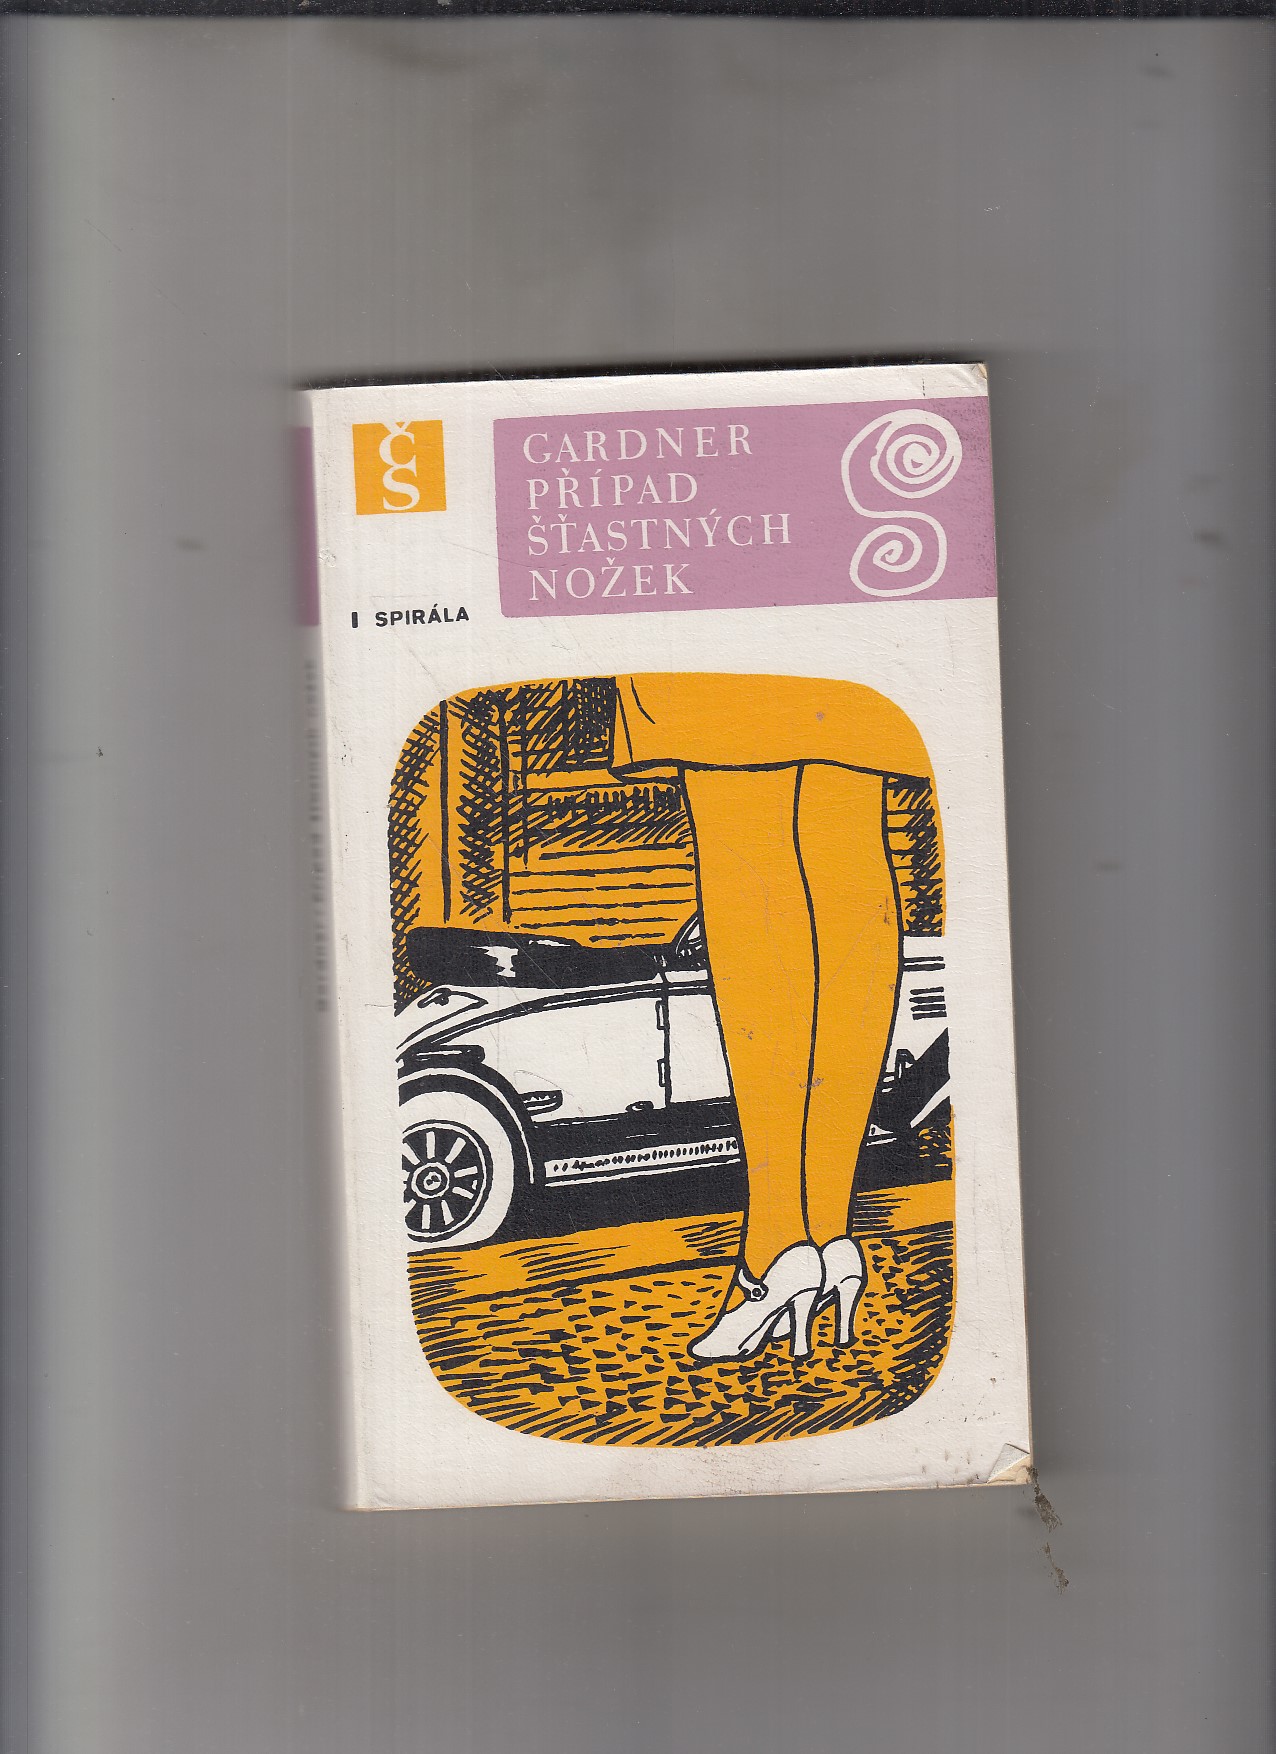 ČS
GARDNER
PŘÍPAD
ŠŤASTNÝCH
NOŽEK
SPIRÁLA